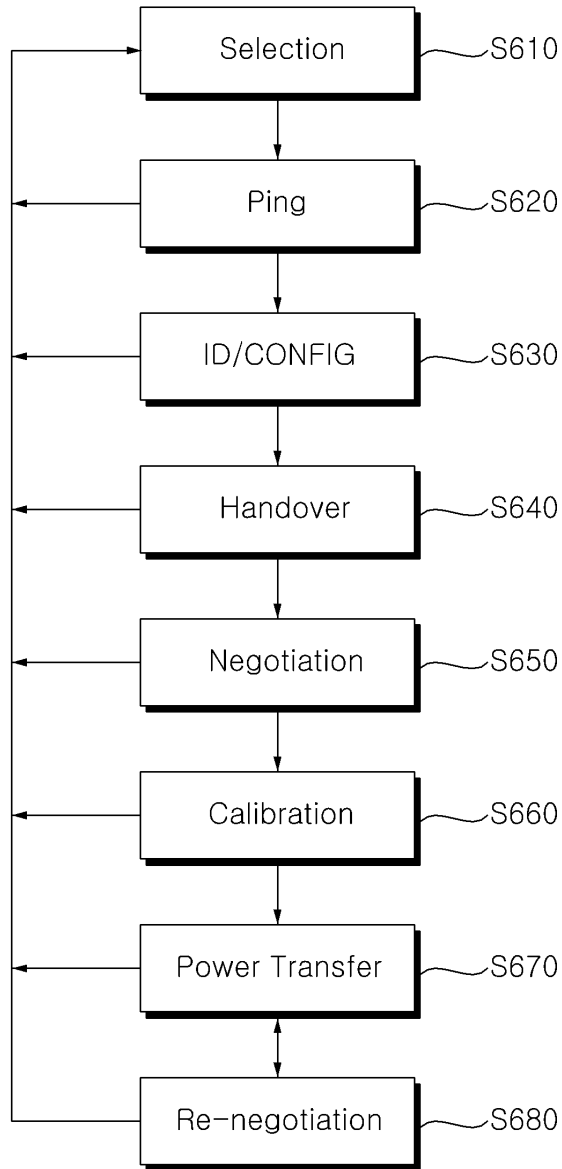 Selection S610
Ping S620
ID/CONFIG S630
Handover S640
Negotiation S650
Calibration S660
Power Transfer S670
Re-negotiation S680